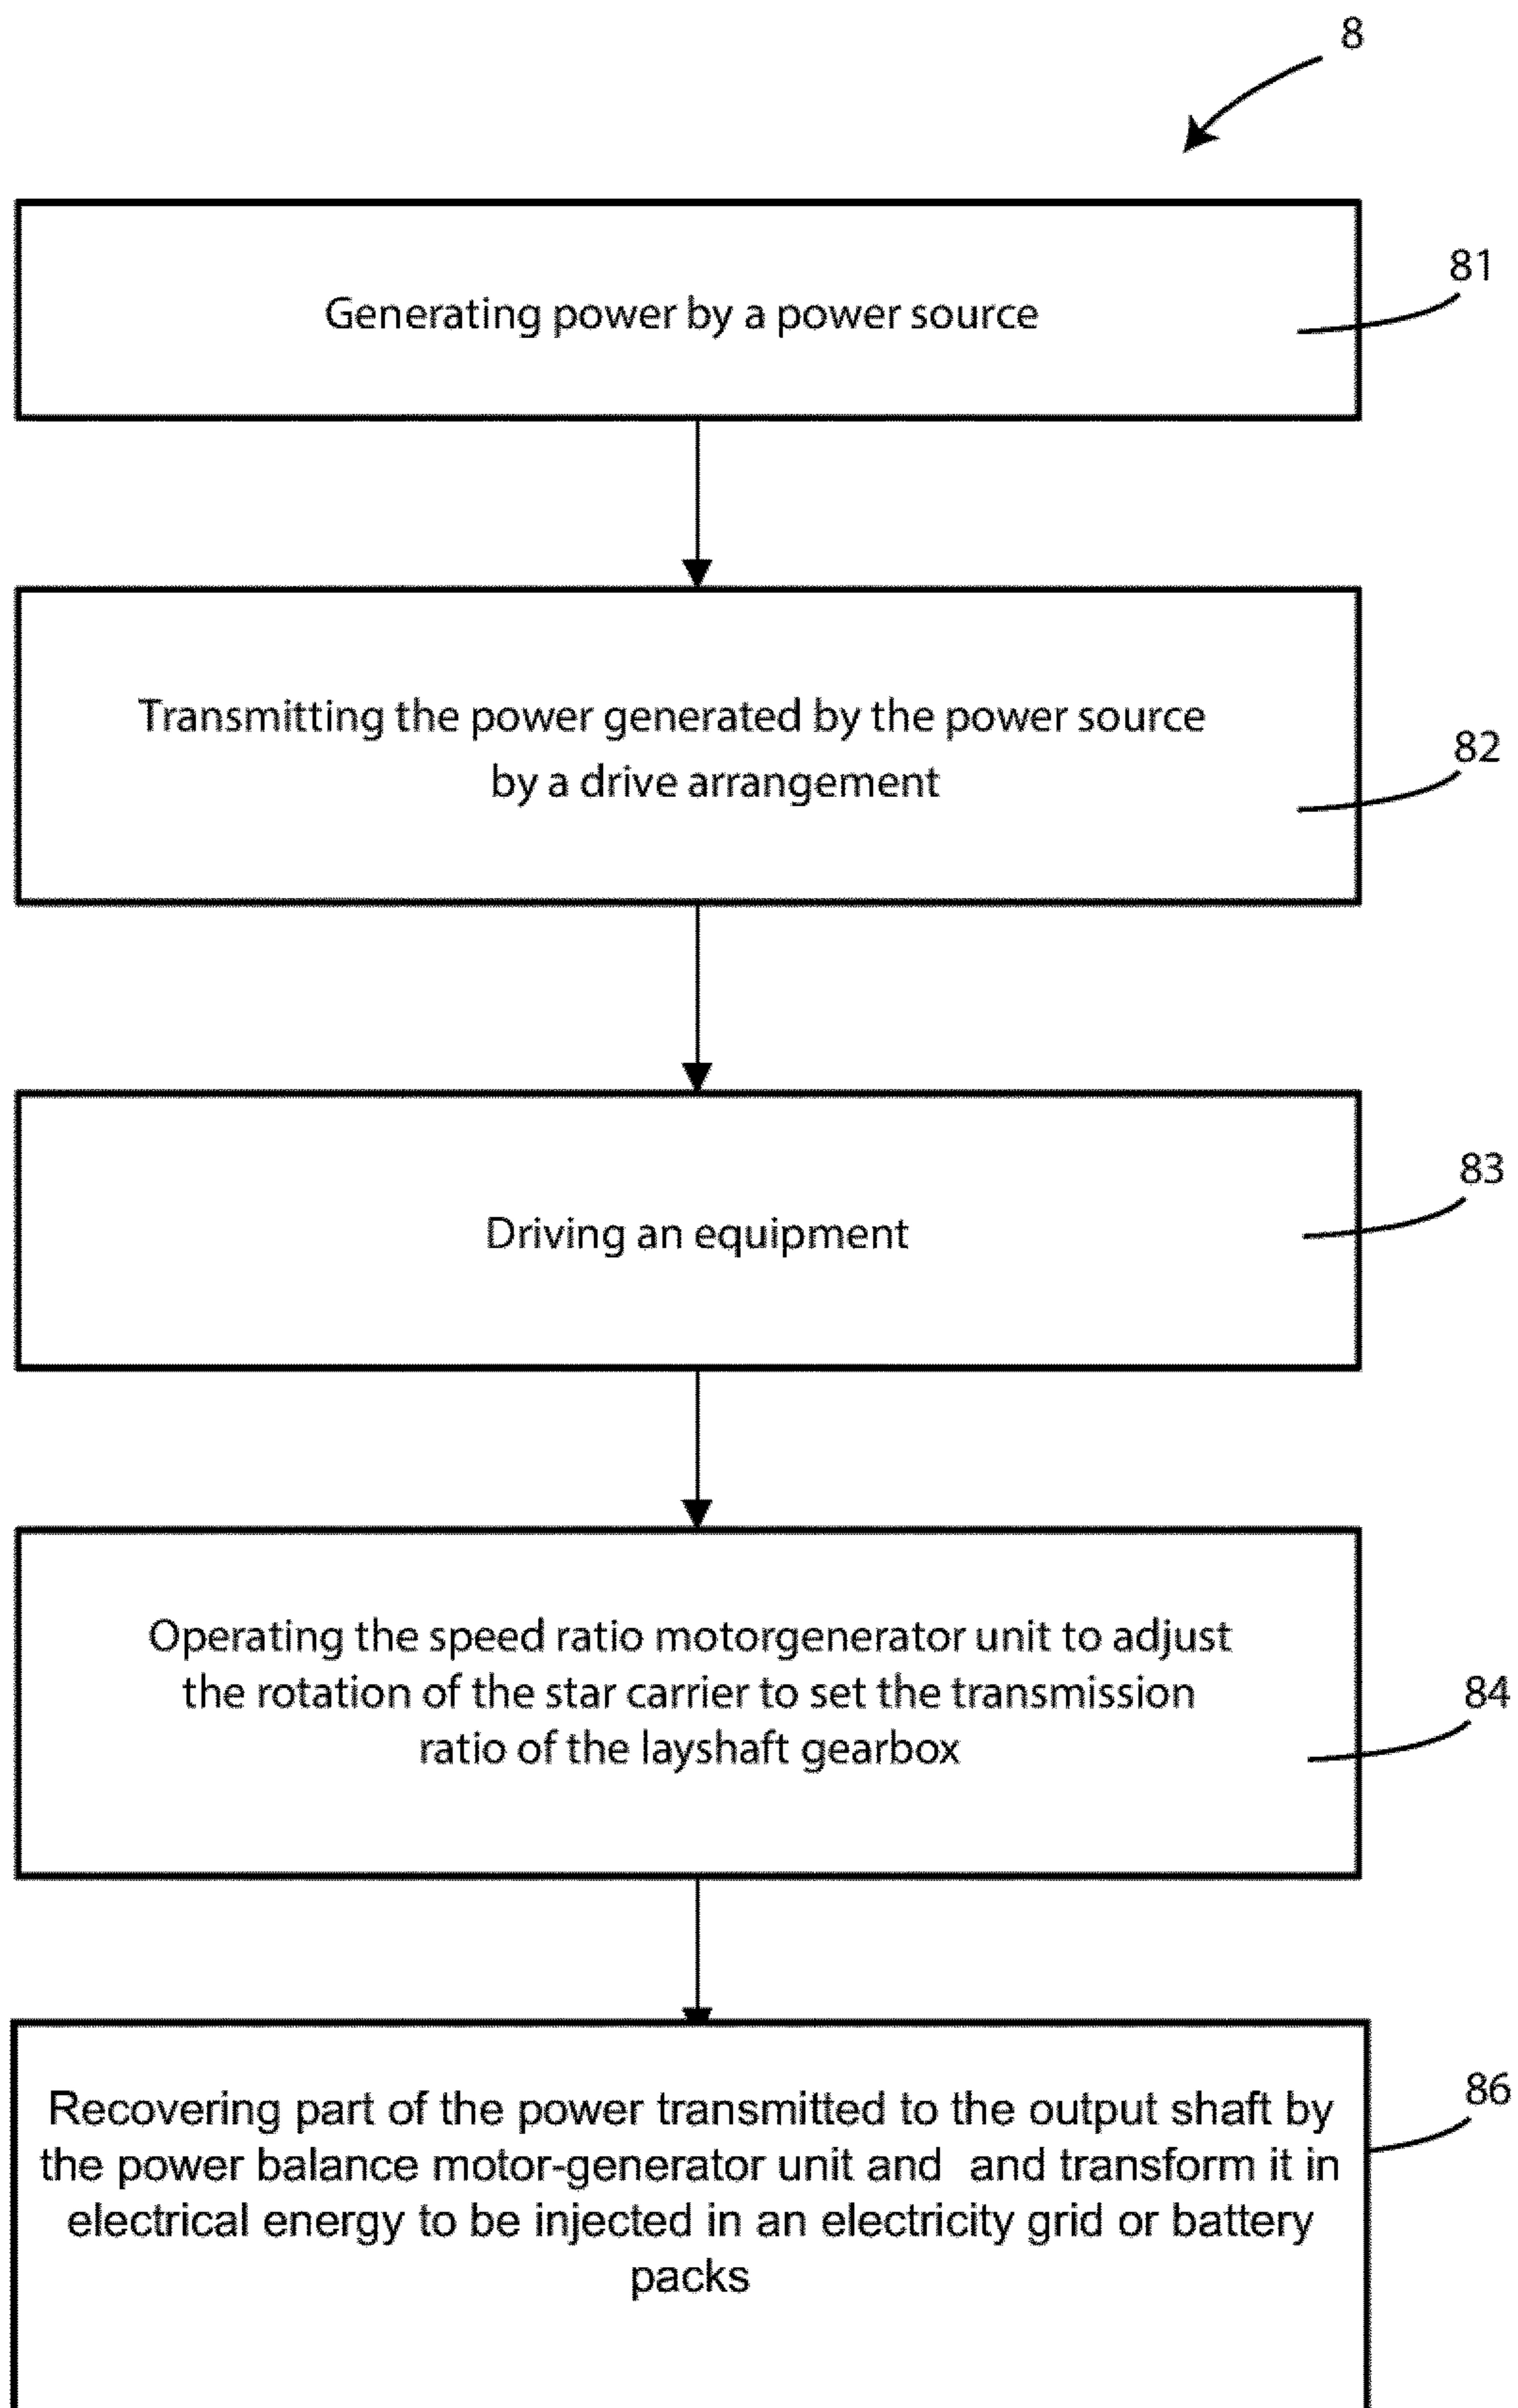 8
Generating power by a power source
81
Transmitting the power generated by the power source
by a drive arrangement
82
Driving an equipment
83
Operating the speed ratio motorgenerator unit to adjust
the rotation of the star carrier to set the transmission
ratio of the layshaft gearbox
84
Recovering part of the power transmitted to the output shaft by
the power balance motor-generator unit and  and transform it in
electrical energy to be injected in an electricity grid or battery
packs
86